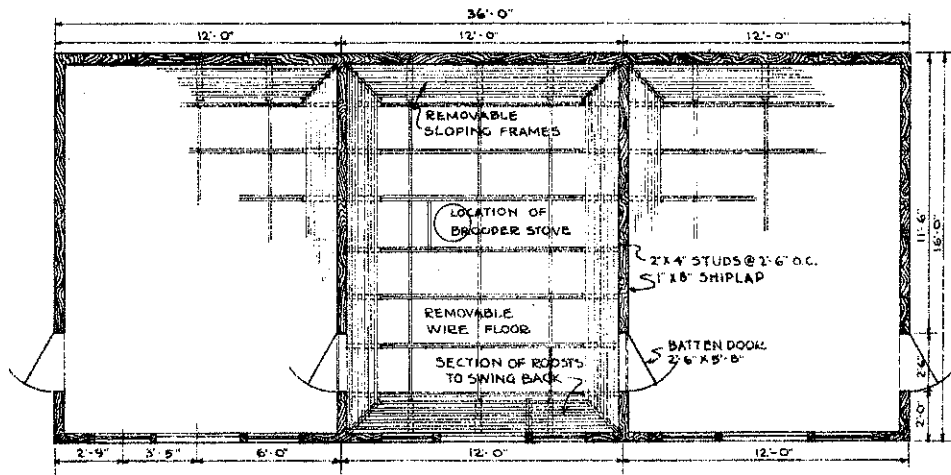 36'-0"
12'-0" 12'-0" 12'-0"
REMOVABLE
SLOPING FRAMES
LOCATION OF
BROODER STOVE
2"X4" STUDS @ 2'-6" O.C.
1"X8" SHIPLAP
11'-6"
16'-0"
REMOVABLE
WIRE FLOOR
BATTEN DOOR
2'-6" X 5'-8"
SECTION OF ROOSTS
TO SWING BACK
2'-6"
2'-0"
2'-9" 3'-5" 6'-0" 12'-0" 12'-0"